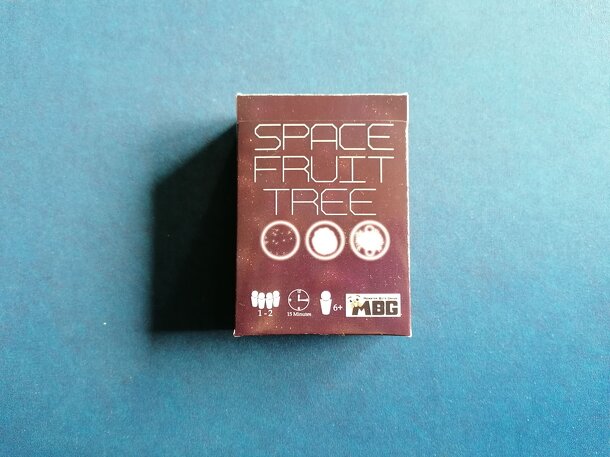 SPACE
FRUIT
TREE
1 - 2
15 Minutes
6+
MBG